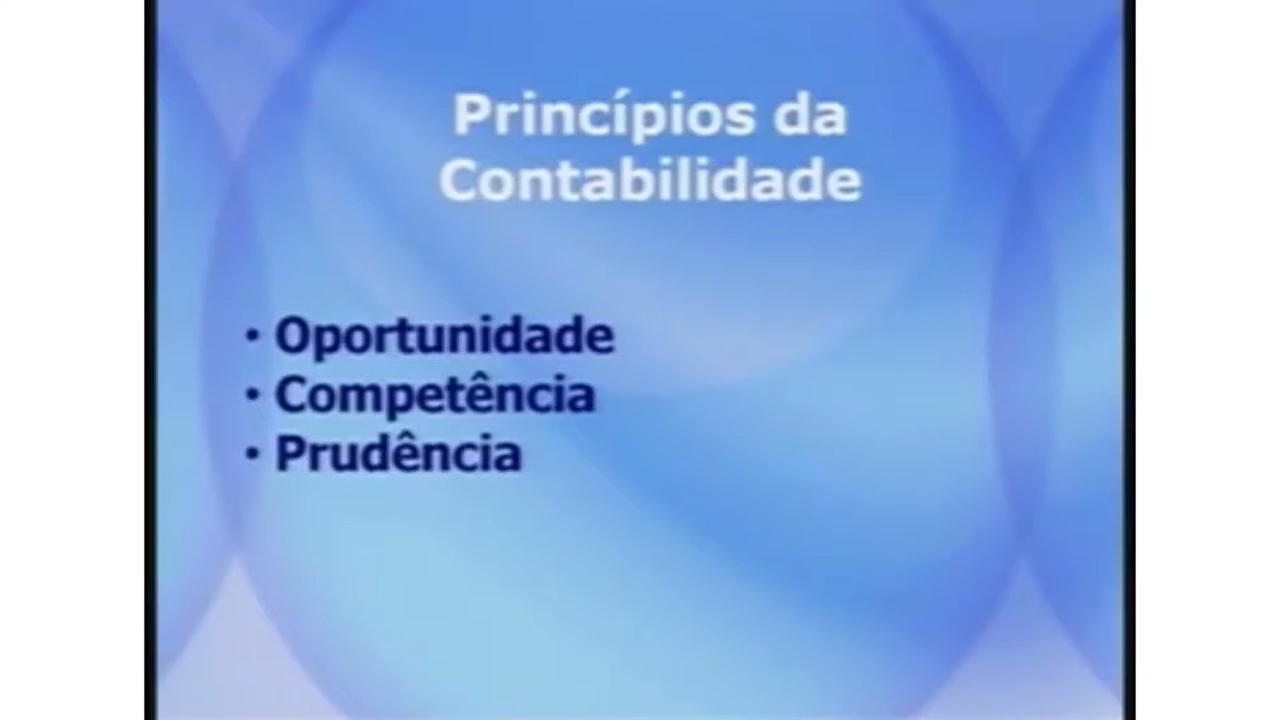 Princípios da
Contabilidade
• Oportunidade
• Competência
• Prudência